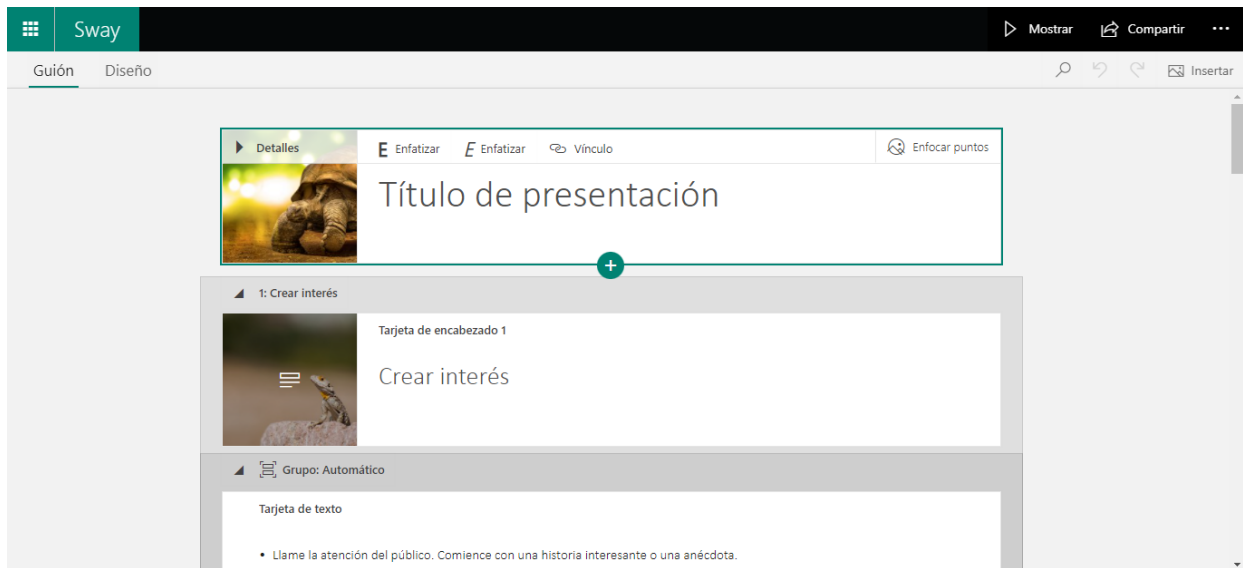 Sway
Mostrar Compartir ...
Guión Diseño
Insertar
Detalles E Enfatizar E Enfatizar Vínculo Enfocar puntos
Título de presentación
1: Crear interés
Tarjeta de encabezado 1
Crear interés
Grupo: Automático
Tarjeta de texto
• Llame la atención del público. Comience con una historia interesante o una anécdota.